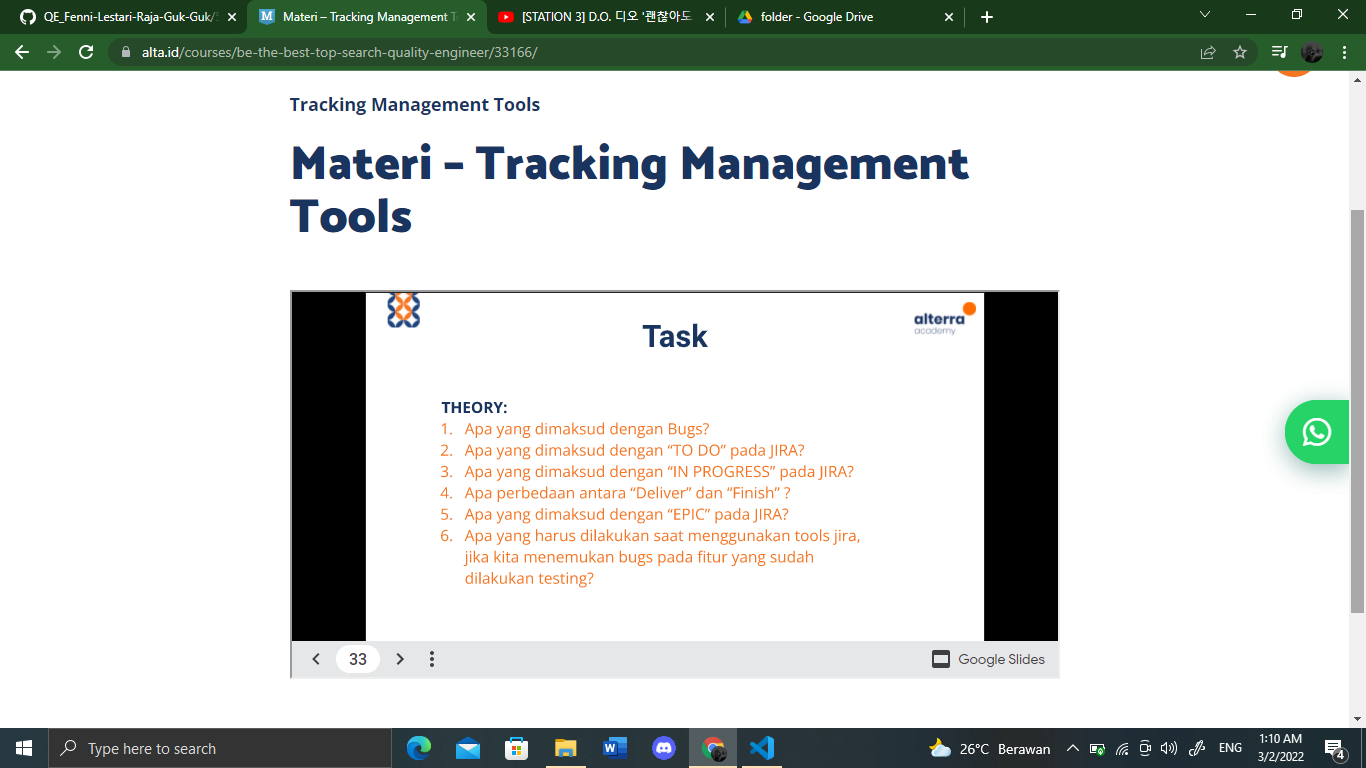 QE_Fenni-Lestari-Raja-Guk-Guk/
Materi – Tracking Management T
[STATION 3] D.O. 디오 '괜찮아도
folder - Google Drive
alta.id/courses/be-the-best-top-search-quality-engineer/33166/
Tracking Management Tools
Materi – Tracking Management
Tools
alterra
academy
Task
THEORY:
1. Apa yang dimaksud dengan Bugs?
2. Apa yang dimaksud dengan “TO DO” pada JIRA?
3. Apa yang dimaksud dengan “IN PROGRESS” pada JIRA?
4. Apa perbedaan antara “Deliver” dan “Finish” ?
5. Apa yang dimaksud dengan “EPIC” pada JIRA?
6. Apa yang harus dilakukan saat menggunakan tools jira,
jika kita menemukan bugs pada fitur yang sudah
dilakukan testing?
33
Google Slides
Type here to search
26°C Berawan
ENG
1:10 AM
3/2/2022
4